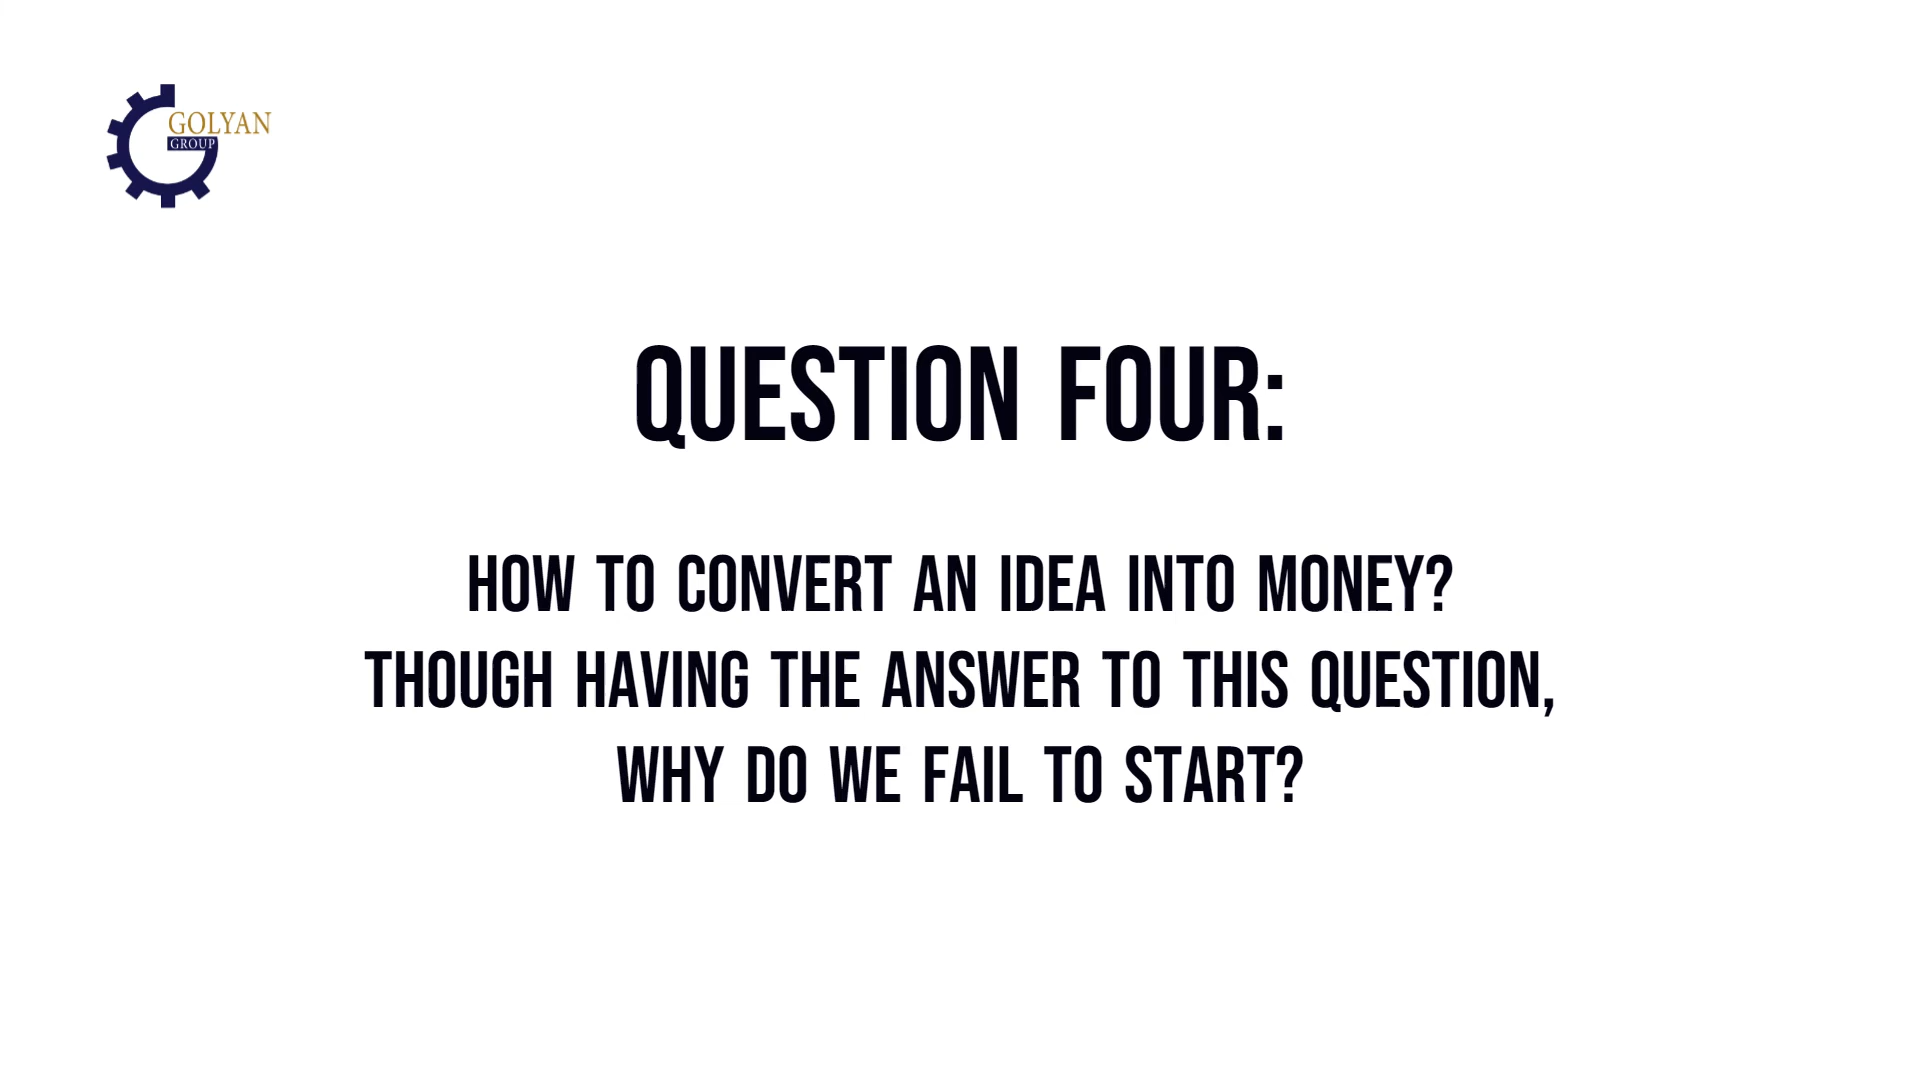 GOLYAN
GROUP
QUESTION FOUR:
HOW TO CONVERT AN IDEA INTO MONEY?
THOUGH HAVING THE ANSWER TO THIS QUESTION,
WHY DO WE FAIL TO START?